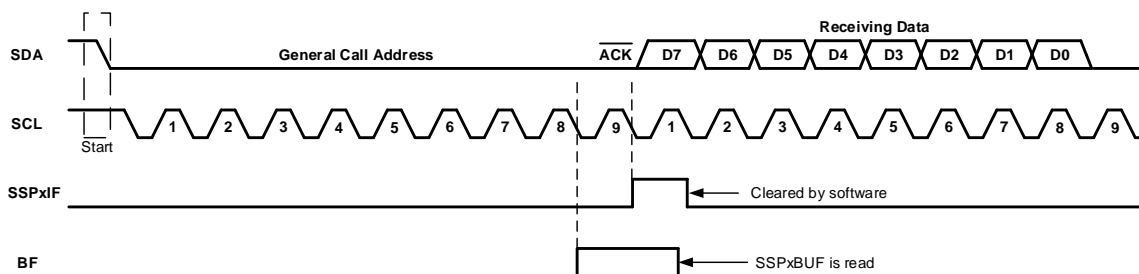 Receiving Data
SDA
General Call Address
ACK
D7 D6 D5 D4 D3 D2 D1 D0
SCL
1 2 3 4 5 6 7 8 9 1 2 3 4 5 6 7 8 9
Start
SSPxIF
Cleared by software
BF
SSPxBUF is read